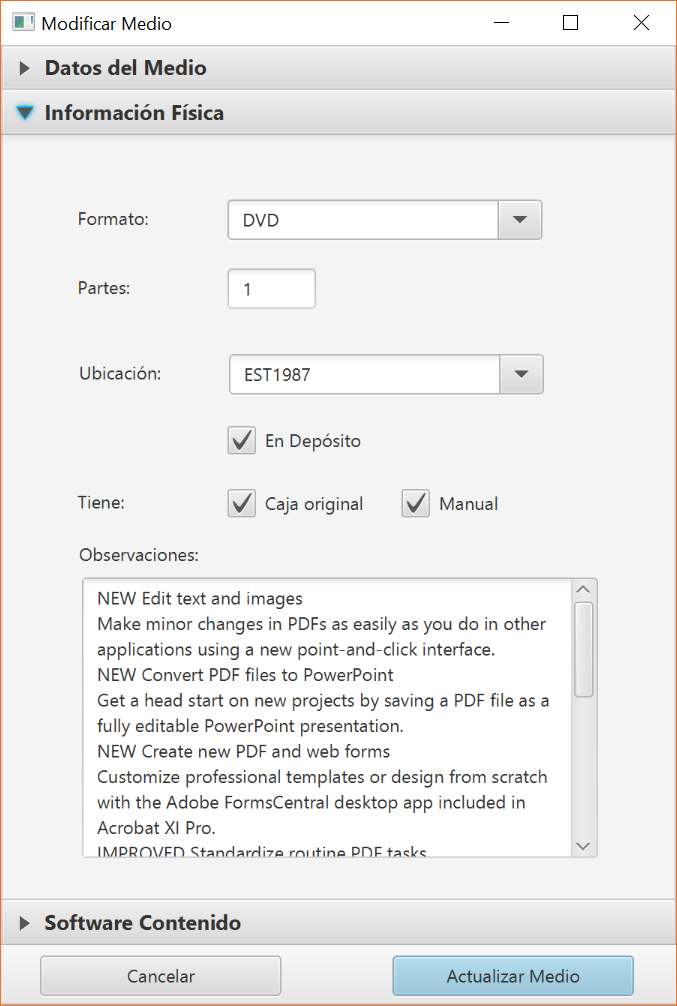 Modificar Medio
Datos del Medio
Información Física
Formato: DVD
Partes: 1
Ubicación: EST1987
En Depósito
Tiene: Caja original Manual
Observaciones:
NEW Edit text and images
Make minor changes in PDFs as easily as you do in other
applications using a new point-and-click interface.
NEW Convert PDF files to PowerPoint
Get a head start on new projects by saving a PDF file as a
fully editable PowerPoint presentation.
NEW Create new PDF and web forms
Customize professional templates or design from scratch
with the Adobe FormsCentral desktop app included in
Acrobat XI Pro.
IMPROVED Standardize routine PDF tasks
Software Contenido
Cancelar Actualizar Medio